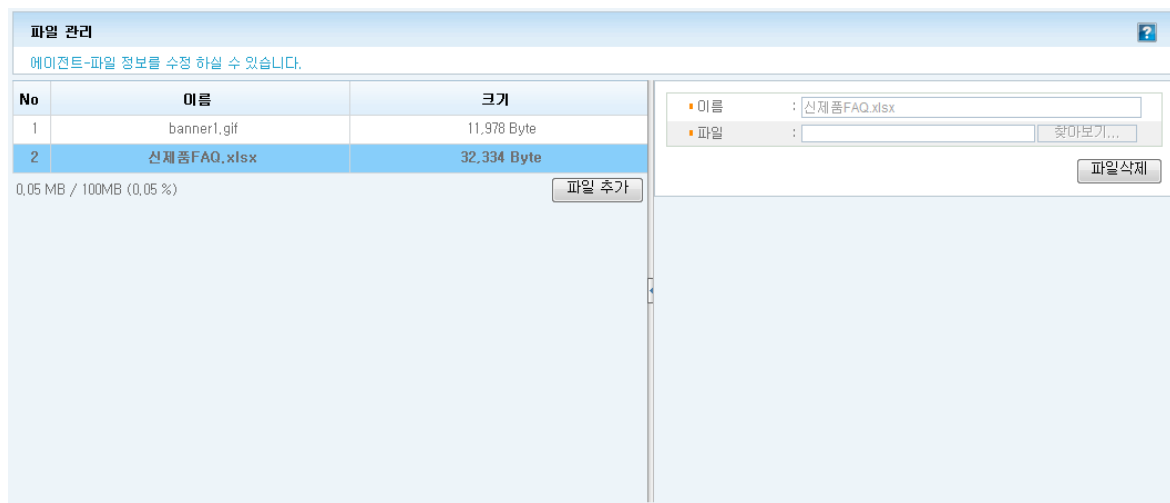 파일 관리
?
에이전트-파일 정보를 수정 하실 수 있습니다.
No 이름 크기
1 banner1.gif 11,978 Byte
2 신제품FAQ.xlsx 32,334 Byte
0.05 MB / 100MB (0.05 %) 파일 추가
이름 : 신제품FAQ.xlsx
파일 : 찾아보기...
파일삭제